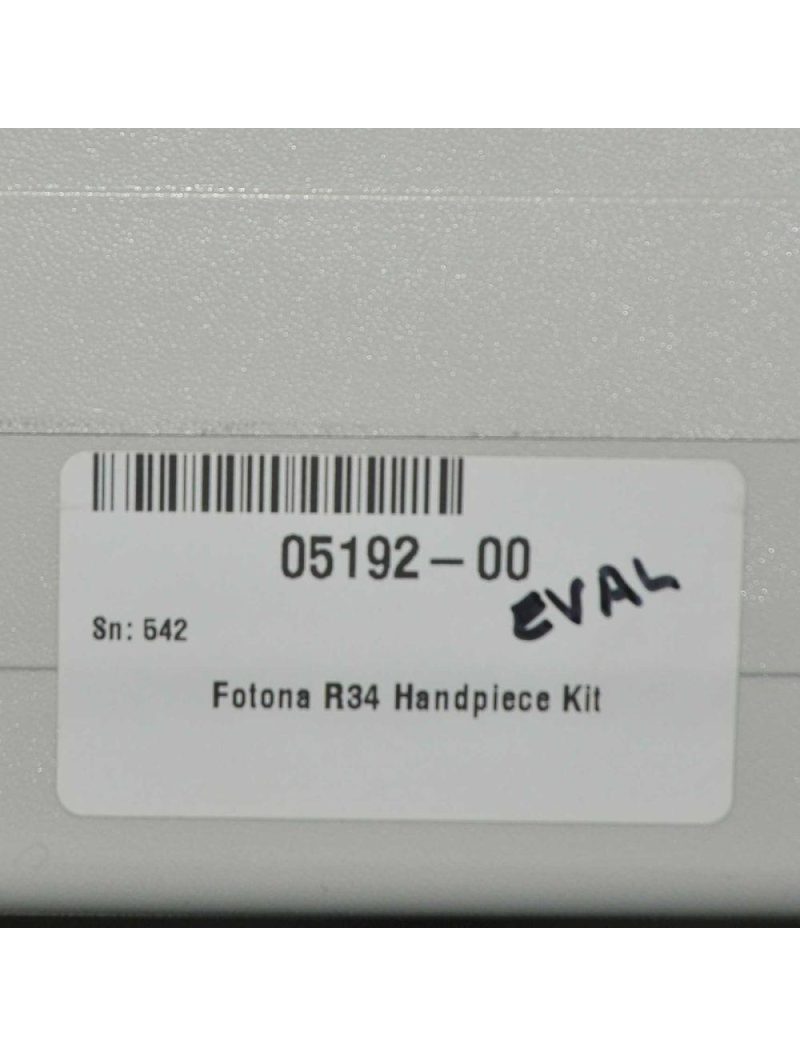 05192-00
EVAL
Sn: 542
Fotona R34 Handpiece Kit